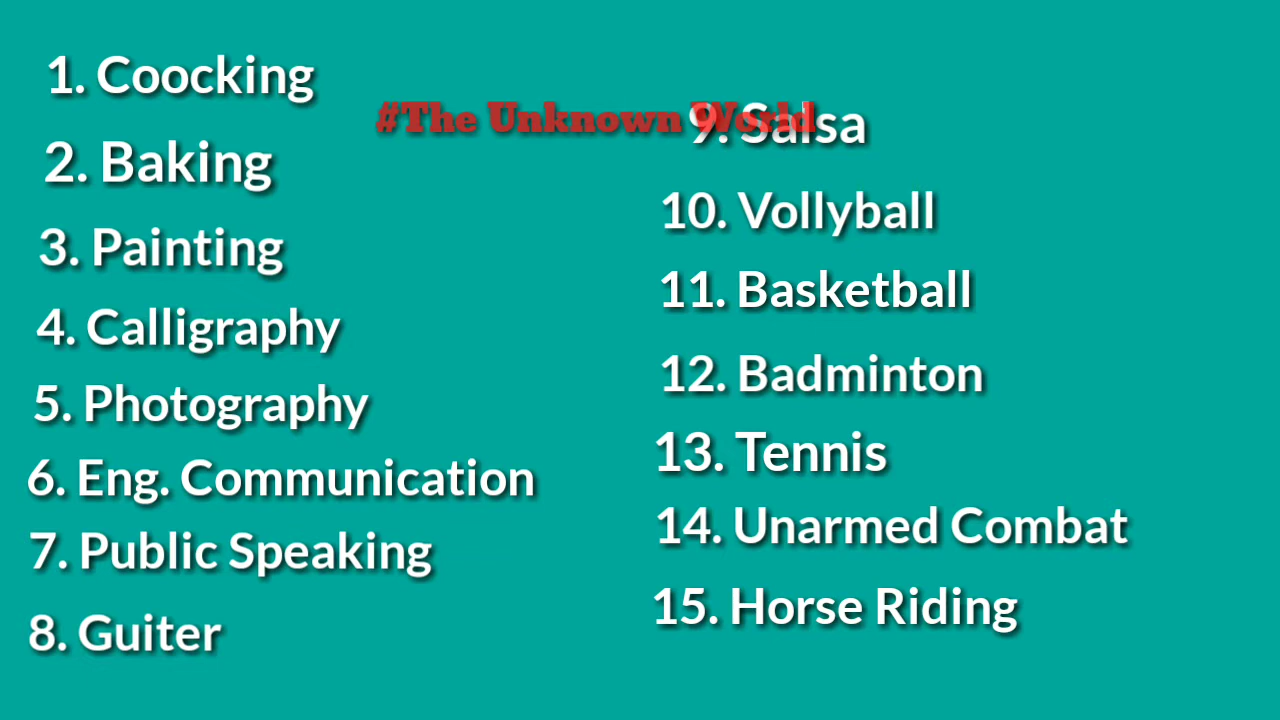 1. Coocking
2. Baking
3. Painting
4. Calligraphy
5. Photography
6. Eng. Communication
7. Public Speaking
8. Guiter
#The Unknown World
9. Salsa
10. Vollyball
11. Basketball
12. Badminton
13. Tennis
14. Unarmed Combat
15. Horse Riding